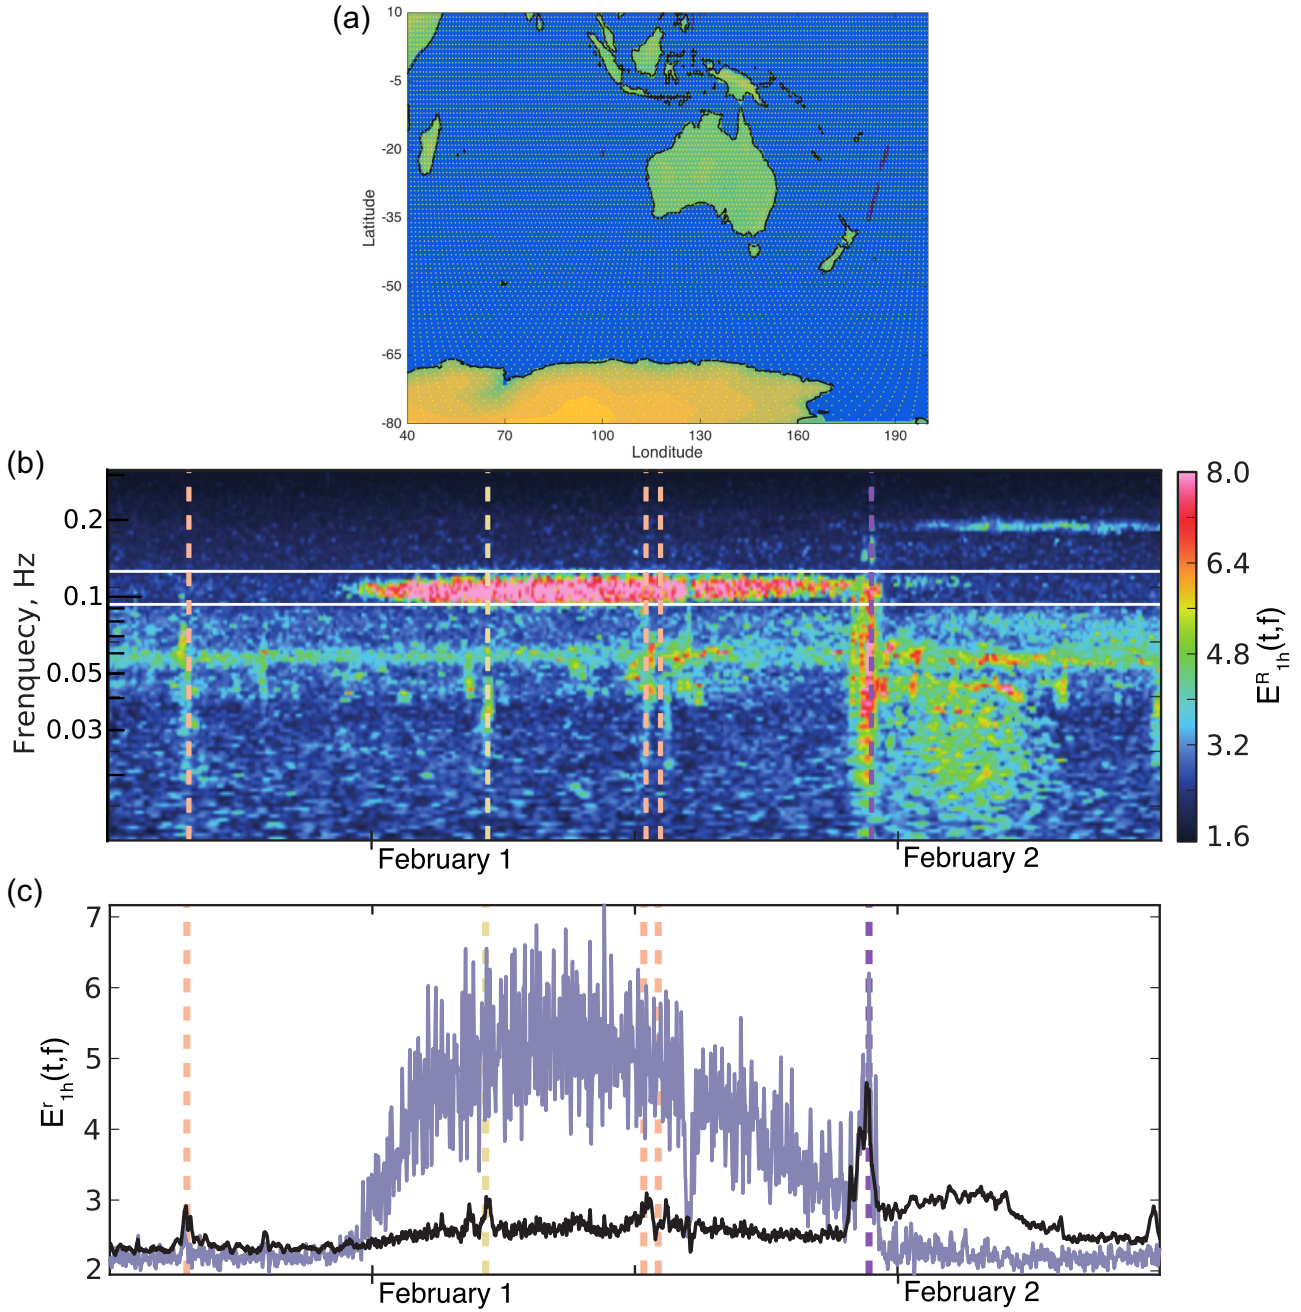 (a)
10
-5
-20
-35
-50
-65
-80
Latitude
40 70 100 130 160 190
Londitude
(b)
0.2
0.1
0.05
0.03
Frenquecy, Hz
February 1 February 2
8.0
6.4
4.8
3.2
1.6
E^R_1h(t,f)
(c)
7
6
5
4
3
2
E^r_1h(t,f)
February 1 February 2